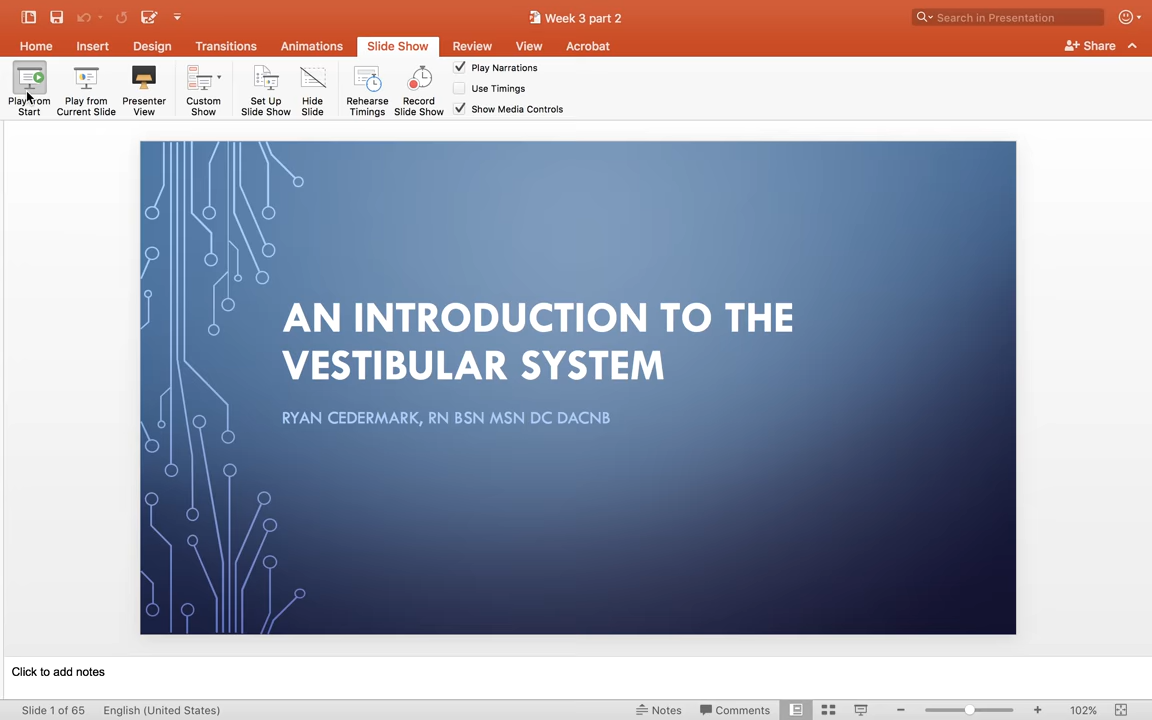 Week 3 part 2
Search in Presentation
Home Insert Design Transitions Animations Slide Show Review View Acrobat
Share
Play from Start
Play from Current Slide
Presenter View
Custom Show
Set Up Slide Show
Hide Slide
Rehearse Timings
Record Slide Show
Play Narrations
Use Timings
Show Media Controls
AN INTRODUCTION TO THE
VESTIBULAR SYSTEM
RYAN CEDERMARK, RN BSN MSN DC DACNB
Click to add notes
Slide 1 of 65 English (United States) Notes Comments 102%